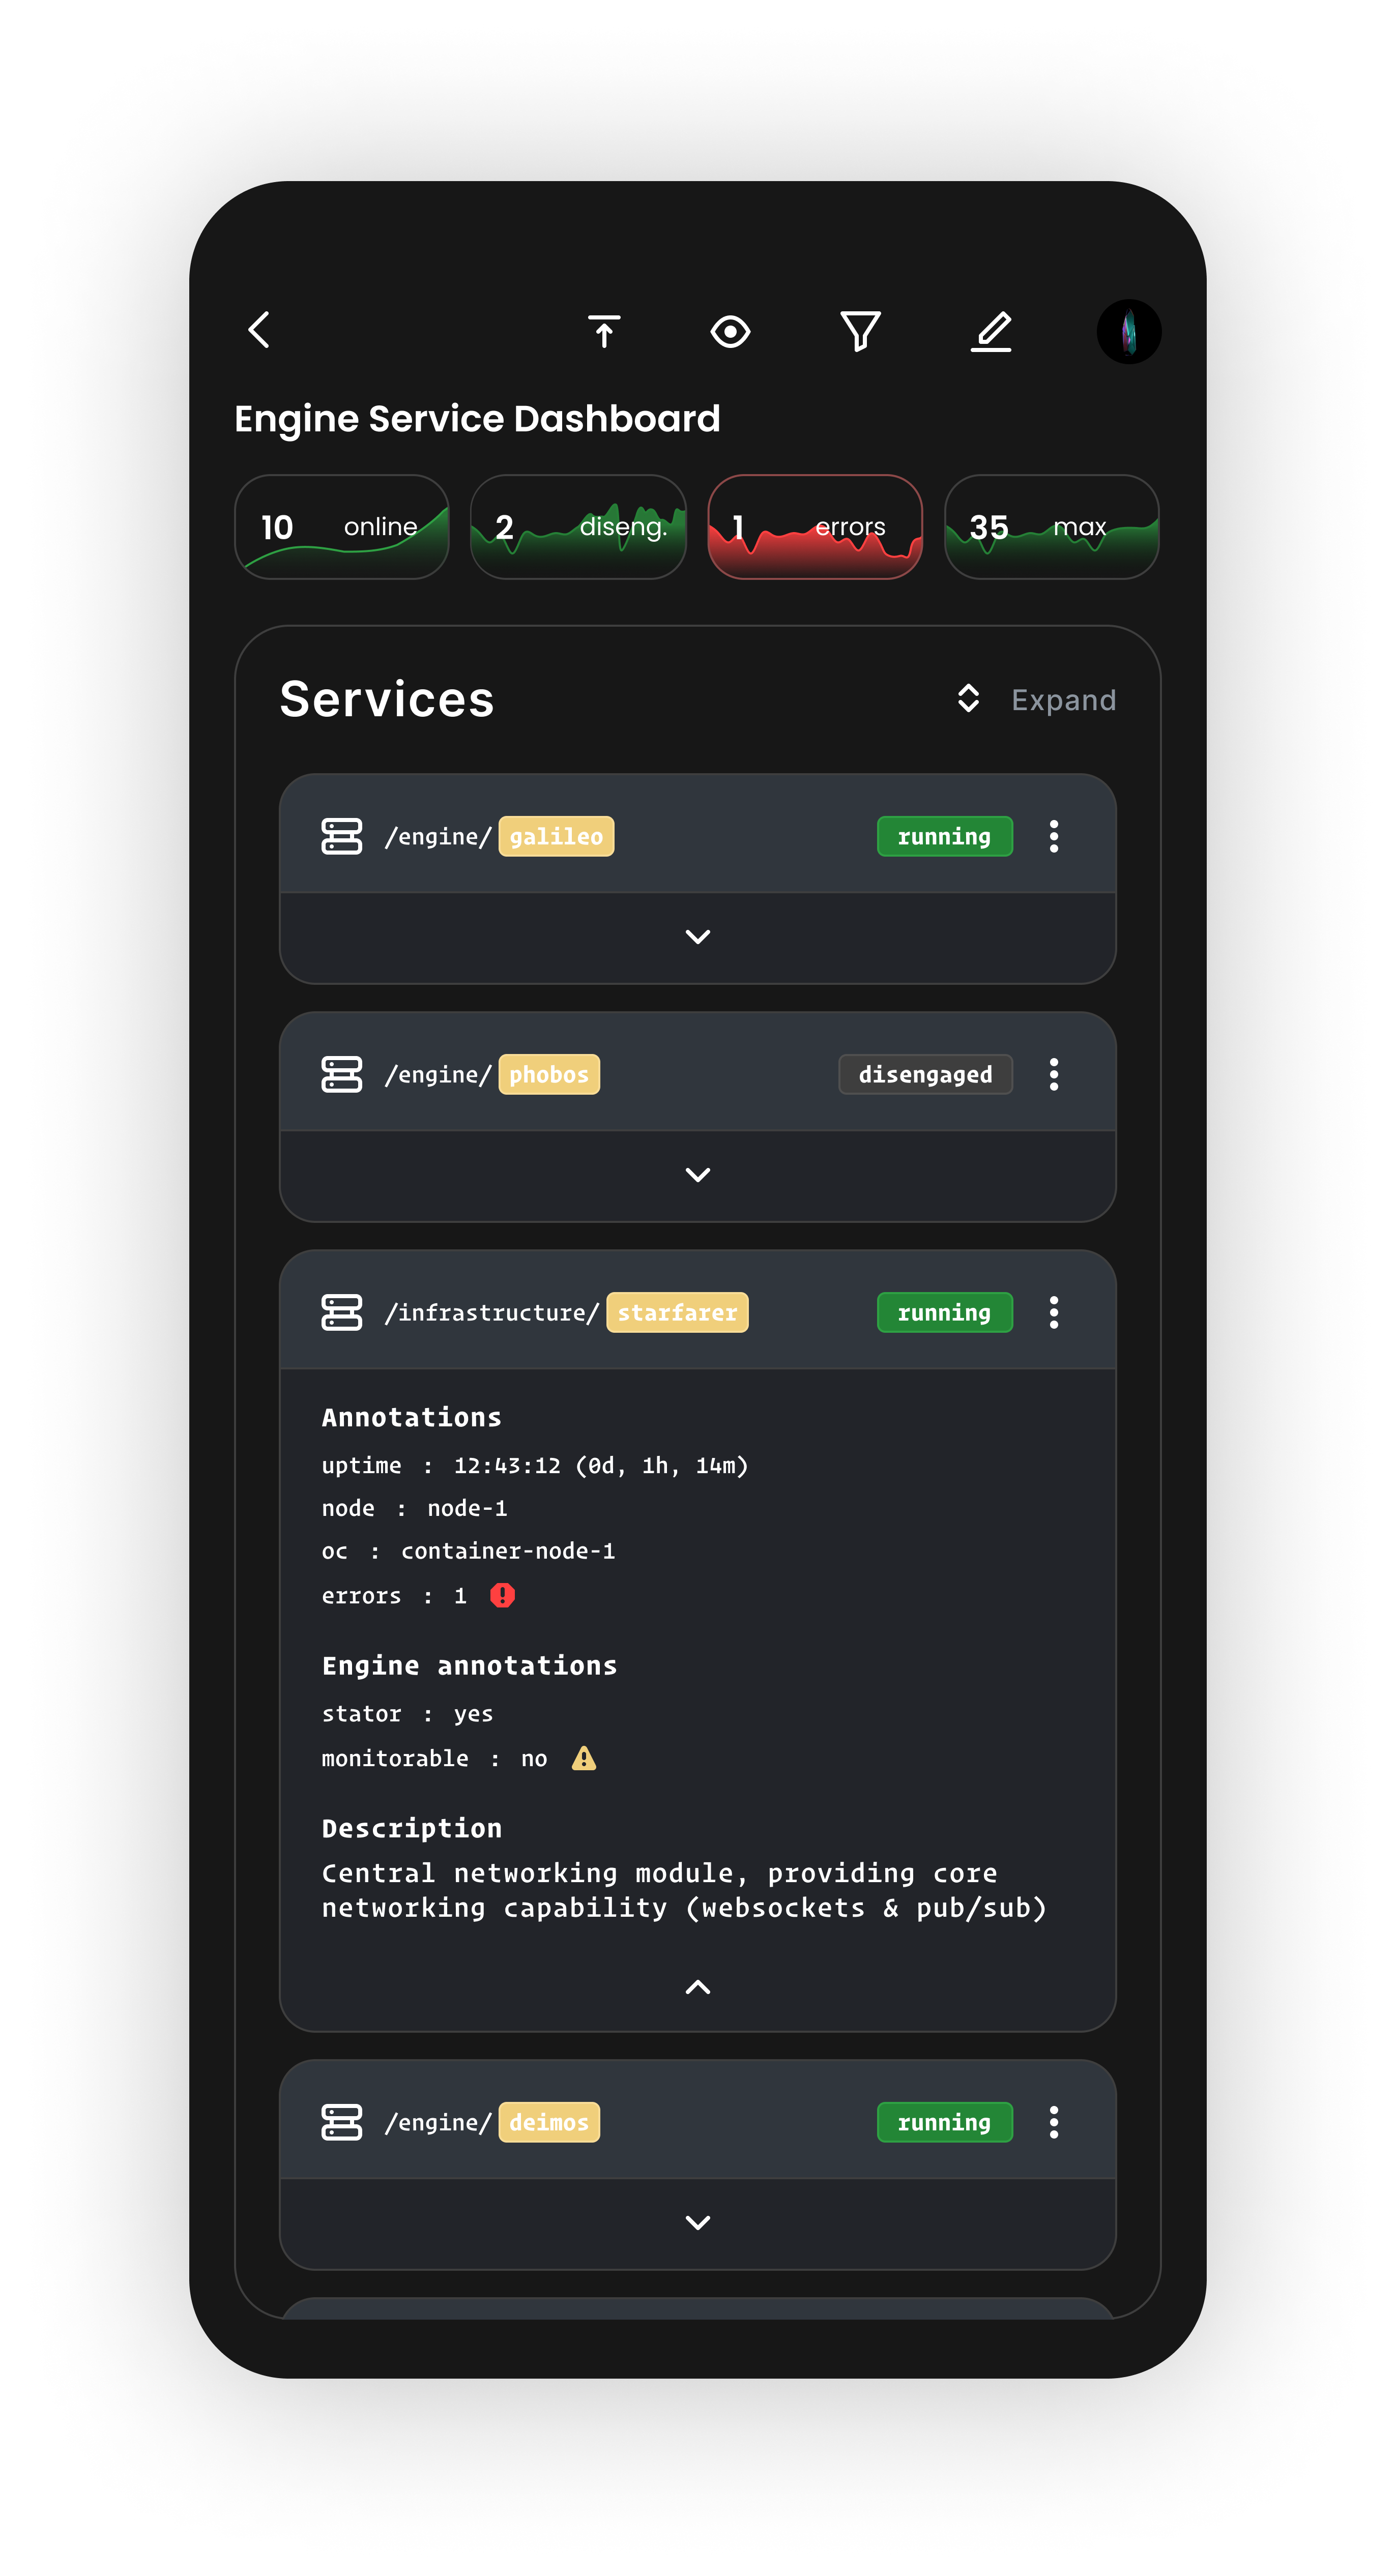 Engine Service Dashboard
10 online 2 diseng. 1 errors 35 max
Services Expand
/engine/ galileo running
/engine/ phobos disengaged
/infrastructure/ starfarer running
Annotations
uptime : 12:43:12 (0d, 1h, 14m)
node : node-1
oc : container-node-1
errors : 1
Engine annotations
stator : yes
monitorable : no
Description
Central networking module, providing core
networking capability (websockets & pub/sub)
/engine/ deimos running